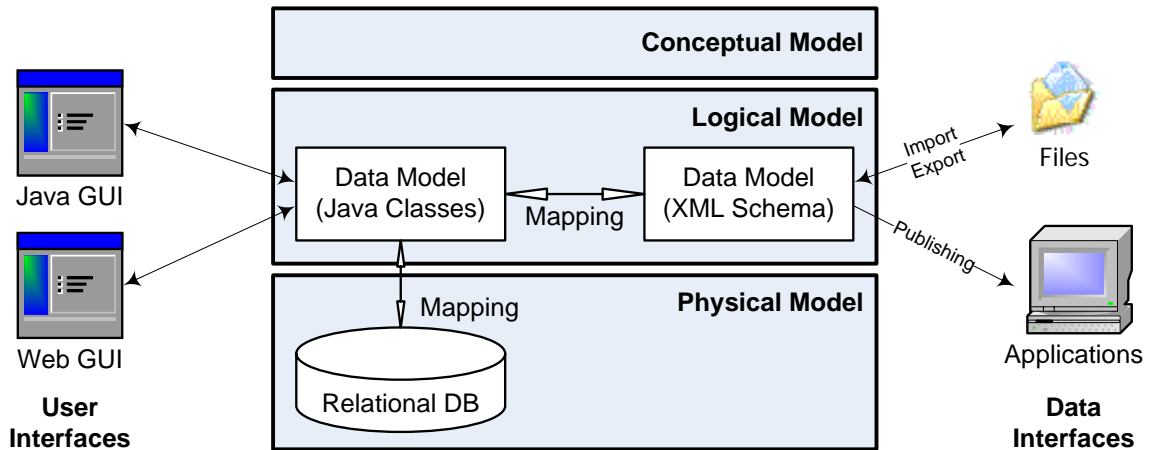 Conceptual Model
Logical Model
Java GUI
Data Model
(Java Classes)
Mapping
Data Model
(XML Schema)
Import
Export
Files
Publishing
Web GUI
Mapping
Physical Model
Relational DB
Applications
User
Interfaces
Data
Interfaces